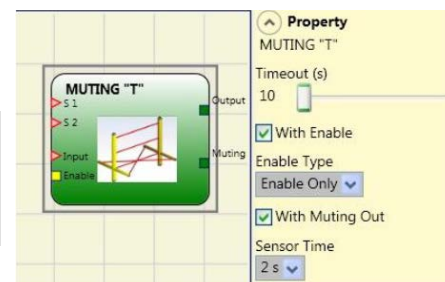 MUTING "T"
S 1
S 2
Input
Enable
Output
Muting
Property
MUTING "T"
Timeout (s)
10
With Enable
Enable Type
Enable Only
With Muting Out
Sensor Time
2 s